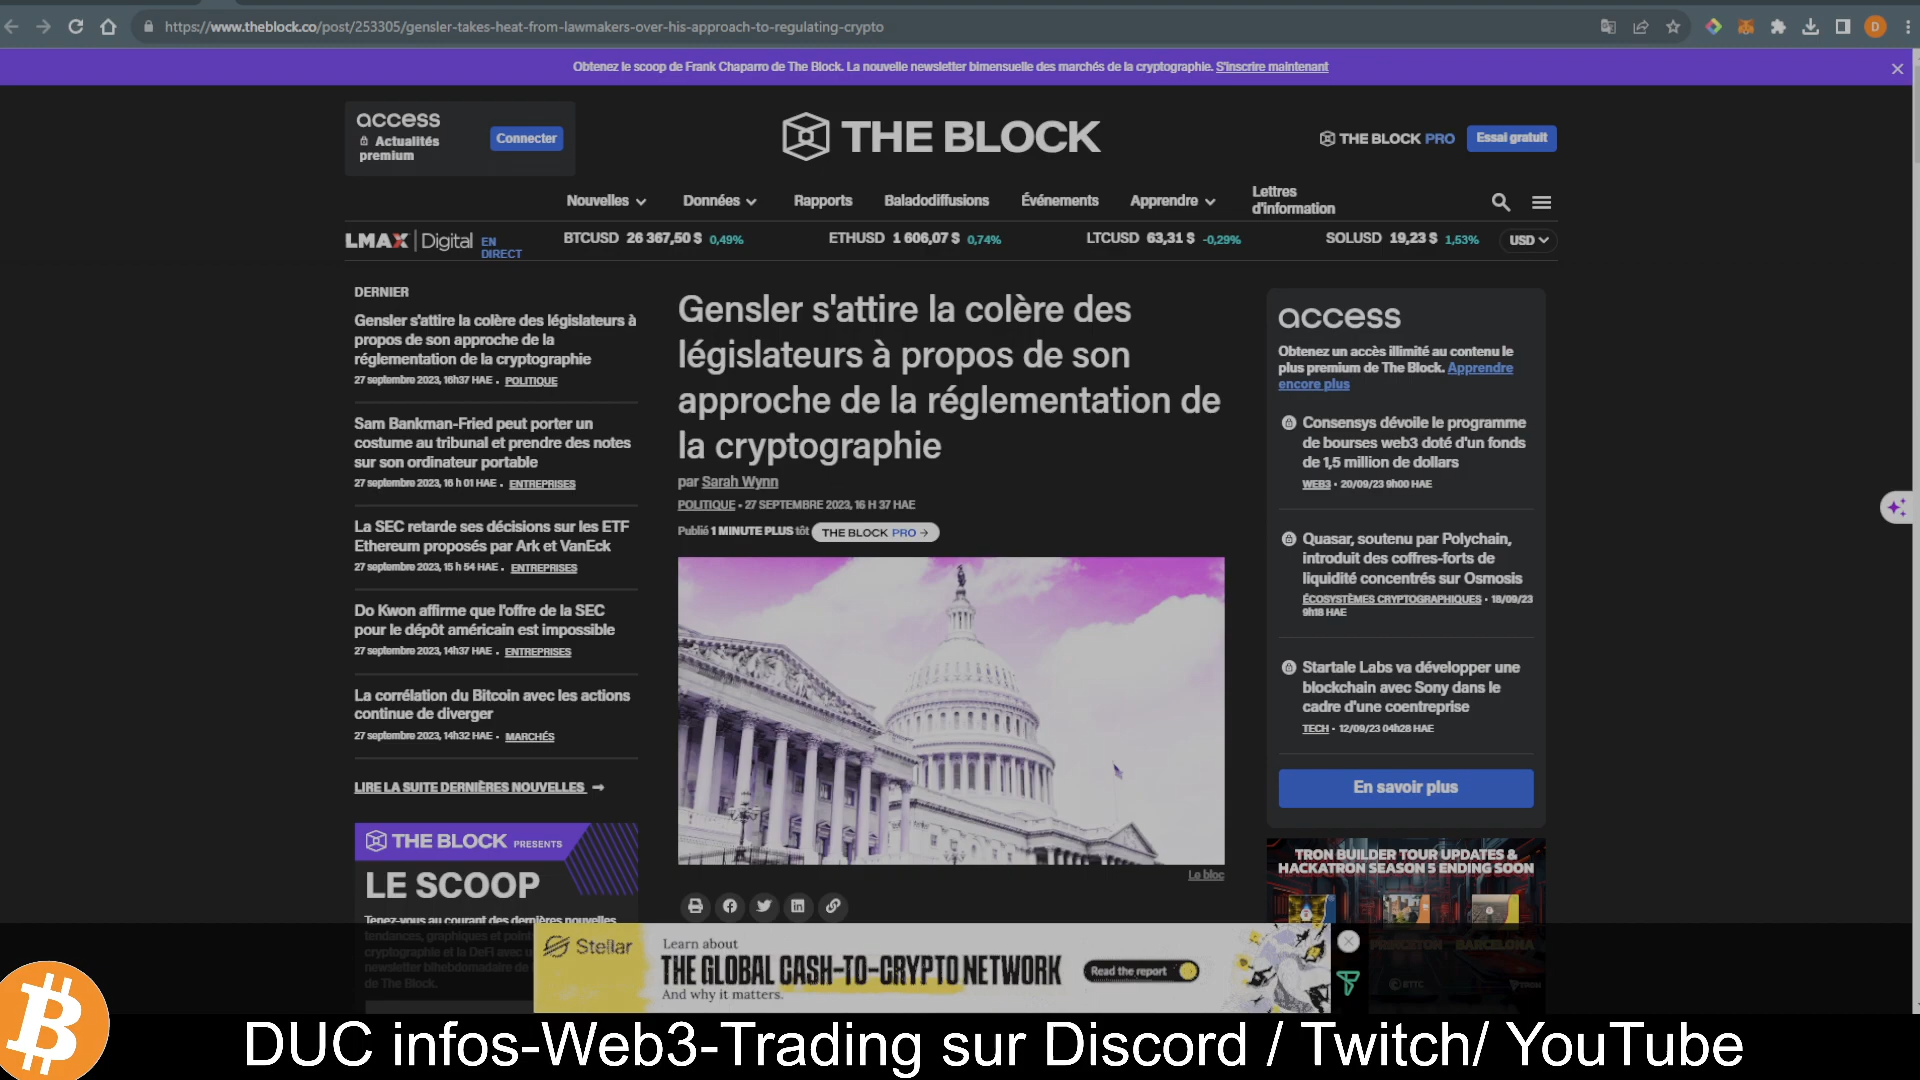 https://www.theblock.co/post/253305/gensler-takes-heat-from-lawmakers-over-his-approach-to-regulating-crypto
D
Obtenez le scoop de Frank Chaparro de The Block. La nouvelle newsletter bimensuelle des marchés de la cryptographie. S'inscrire maintenant
access
Actualités
premium
Connecter
THE BLOCK
THE BLOCK PRO
Essai gratuit
Nouvelles
Données
Rapports
Baladodiffusions
Événements
Apprendre
Lettres
d'information
LMAX Digital
EN
DIRECT
BTCUSD 26 367,50 $ 0,49%
ETHUSD 1 606,07 $ 0,74%
LTCUSD 63,31 $ -0,29%
SOLUSD 19,23 $ 1,53%
USD
DERNIER
Gensler s'attire la colère des législateurs à
propos de son approche de la
réglementation de la cryptographie
27 septembre 2023, 16h37 HAE • POLITIQUE
Sam Bankman-Fried peut porter un
costume au tribunal et prendre des notes
sur son ordinateur portable
27 septembre 2023, 16 h 01 HAE • ENTREPRISES
La SEC retarde ses décisions sur les ETF
Ethereum proposés par Ark et VanEck
27 septembre 2023, 15 h 54 HAE • ENTREPRISES
Do Kwon affirme que l'offre de la SEC
pour le dépôt américain est impossible
27 septembre 2023, 14h37 HAE • ENTREPRISES
La corrélation du Bitcoin avec les actions
continue de diverger
27 septembre 2023, 14h32 HAE • MARCHÉS
LIRE LA SUITE DERNIÈRES NOUVELLES →
THE BLOCK PRESENTS
LE SCOOP
Tenez-vous au courant des dernières nouvelles,
tendances, graphiques et point
cryptographie et la DeFi avec u
newsletter bihebdomadaire de
de The Block.
Gensler s'attire la colère des
législateurs à propos de son
approche de la réglementation de
la cryptographie
par Sarah Wynn
POLITIQUE • 27 SEPTEMBRE 2023, 16 H 37 HAE
Publié 1 MINUTE PLUS tôt
THE BLOCK PRO →
Le bloc
access
Obtenez un accès illimité au contenu le
plus premium de The Block. Apprendre
encore plus
Consensys dévoile le programme
de bourses web3 doté d'un fonds
de 1,5 million de dollars
WEB3 • 20/09/23 9h00 HAE
Quasar, soutenu par Polychain,
introduit des coffres-forts de
liquidité concentrés sur Osmosis
ÉCOSYSTÈMES CRYPTOGRAPHIQUES • 18/09/23
9h18 HAE
Startale Labs va développer une
blockchain avec Sony dans le
cadre d'une coentreprise
TECH • 12/09/23 04h28 HAE
En savoir plus
TRON BUILDER TOUR UPDATES &
HACKATRON SEASON 5 ENDING SOON
PRINCETON BARCELONA
BTTC
TRON
Stellar
Learn about
THE GLOBAL CASH-TO-CRYPTO NETWORK
And why it matters.
Read the report
DUC infos-Web3-Trading sur Discord / Twitch/ YouTube